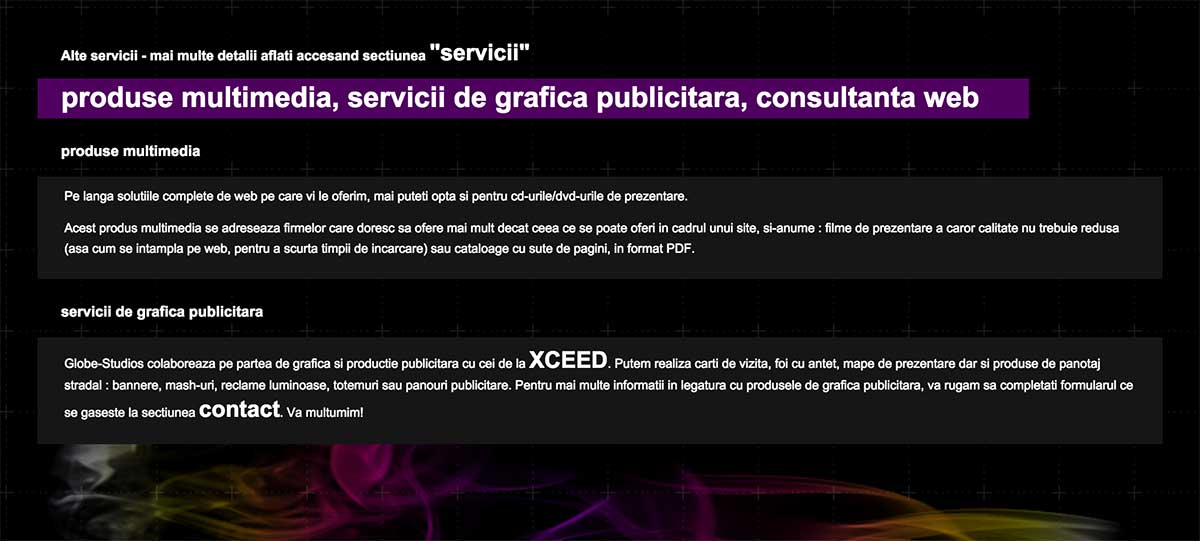 Alte servicii - mai multe detalii aflati accesand sectiunea "servicii"
produse multimedia, servicii de grafica publicitara, consultanta web
produse multimedia
Pe langa solutiile complete de web pe care vi le oferim, mai puteti opta si pentru cd-urile/dvd-urile de prezentare.
Acest produs multimedia se adreseaza firmelor care doresc sa ofere mai mult decat ceea ce se poate oferi in cadrul unui site, si-anume : filme de prezentare a caror calitate nu trebuie redusa
(asa cum se intampla pe web, pentru a scurta timpii de incarcare) sau cataloage cu sute de pagini, in format PDF.
servicii de grafica publicitara
Globe-Studios colaboreaza pe partea de grafica si productie publicitara cu cei de la XCEED. Putem realiza carti de vizita, foi cu antet, mape de prezentare dar si produse de panotaj
stradal : bannere, mash-uri, reclame luminoase, totemuri sau panouri publicitare. Pentru mai multe informatii in legatura cu produsele de grafica publicitara, va rugam sa completati formularul ce
se gaseste la sectiunea contact. Va multumim!